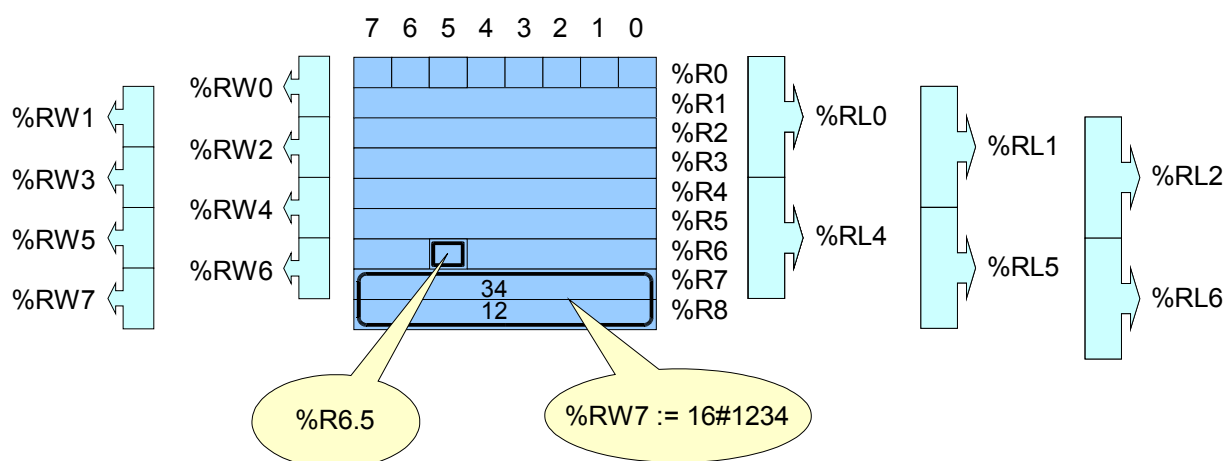 7 6 5 4 3 2 1 0
%RW1
%RW3
%RW5
%RW7
%RW0
%RW2
%RW4
%RW6
34
12
%R0
%R1
%R2
%R3
%R4
%R5
%R6
%R7
%R8
%RL0
%RL4
%RL1
%RL5
%RL2
%RL6
%R6.5
%RW7 := 16#1234